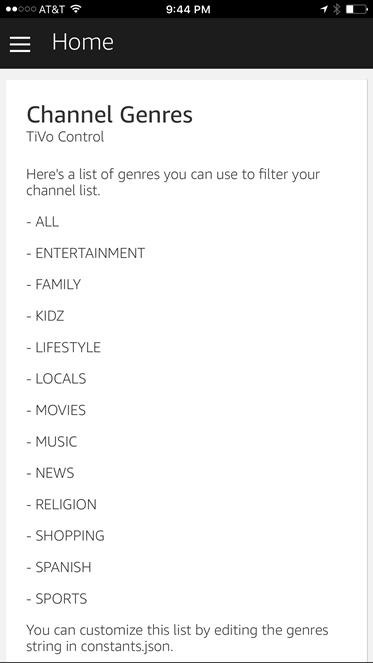 AT&T 9:44 PM
Home
Channel Genres
TiVo Control
Here's a list of genres you can use to filter your
channel list.
- ALL
- ENTERTAINMENT
- FAMILY
- KIDZ
- LIFESTYLE
- LOCALS
- MOVIES
- MUSIC
- NEWS
- RELIGION
- SHOPPING
- SPANISH
- SPORTS
You can customize this list by editing the genres
string in constants.json.